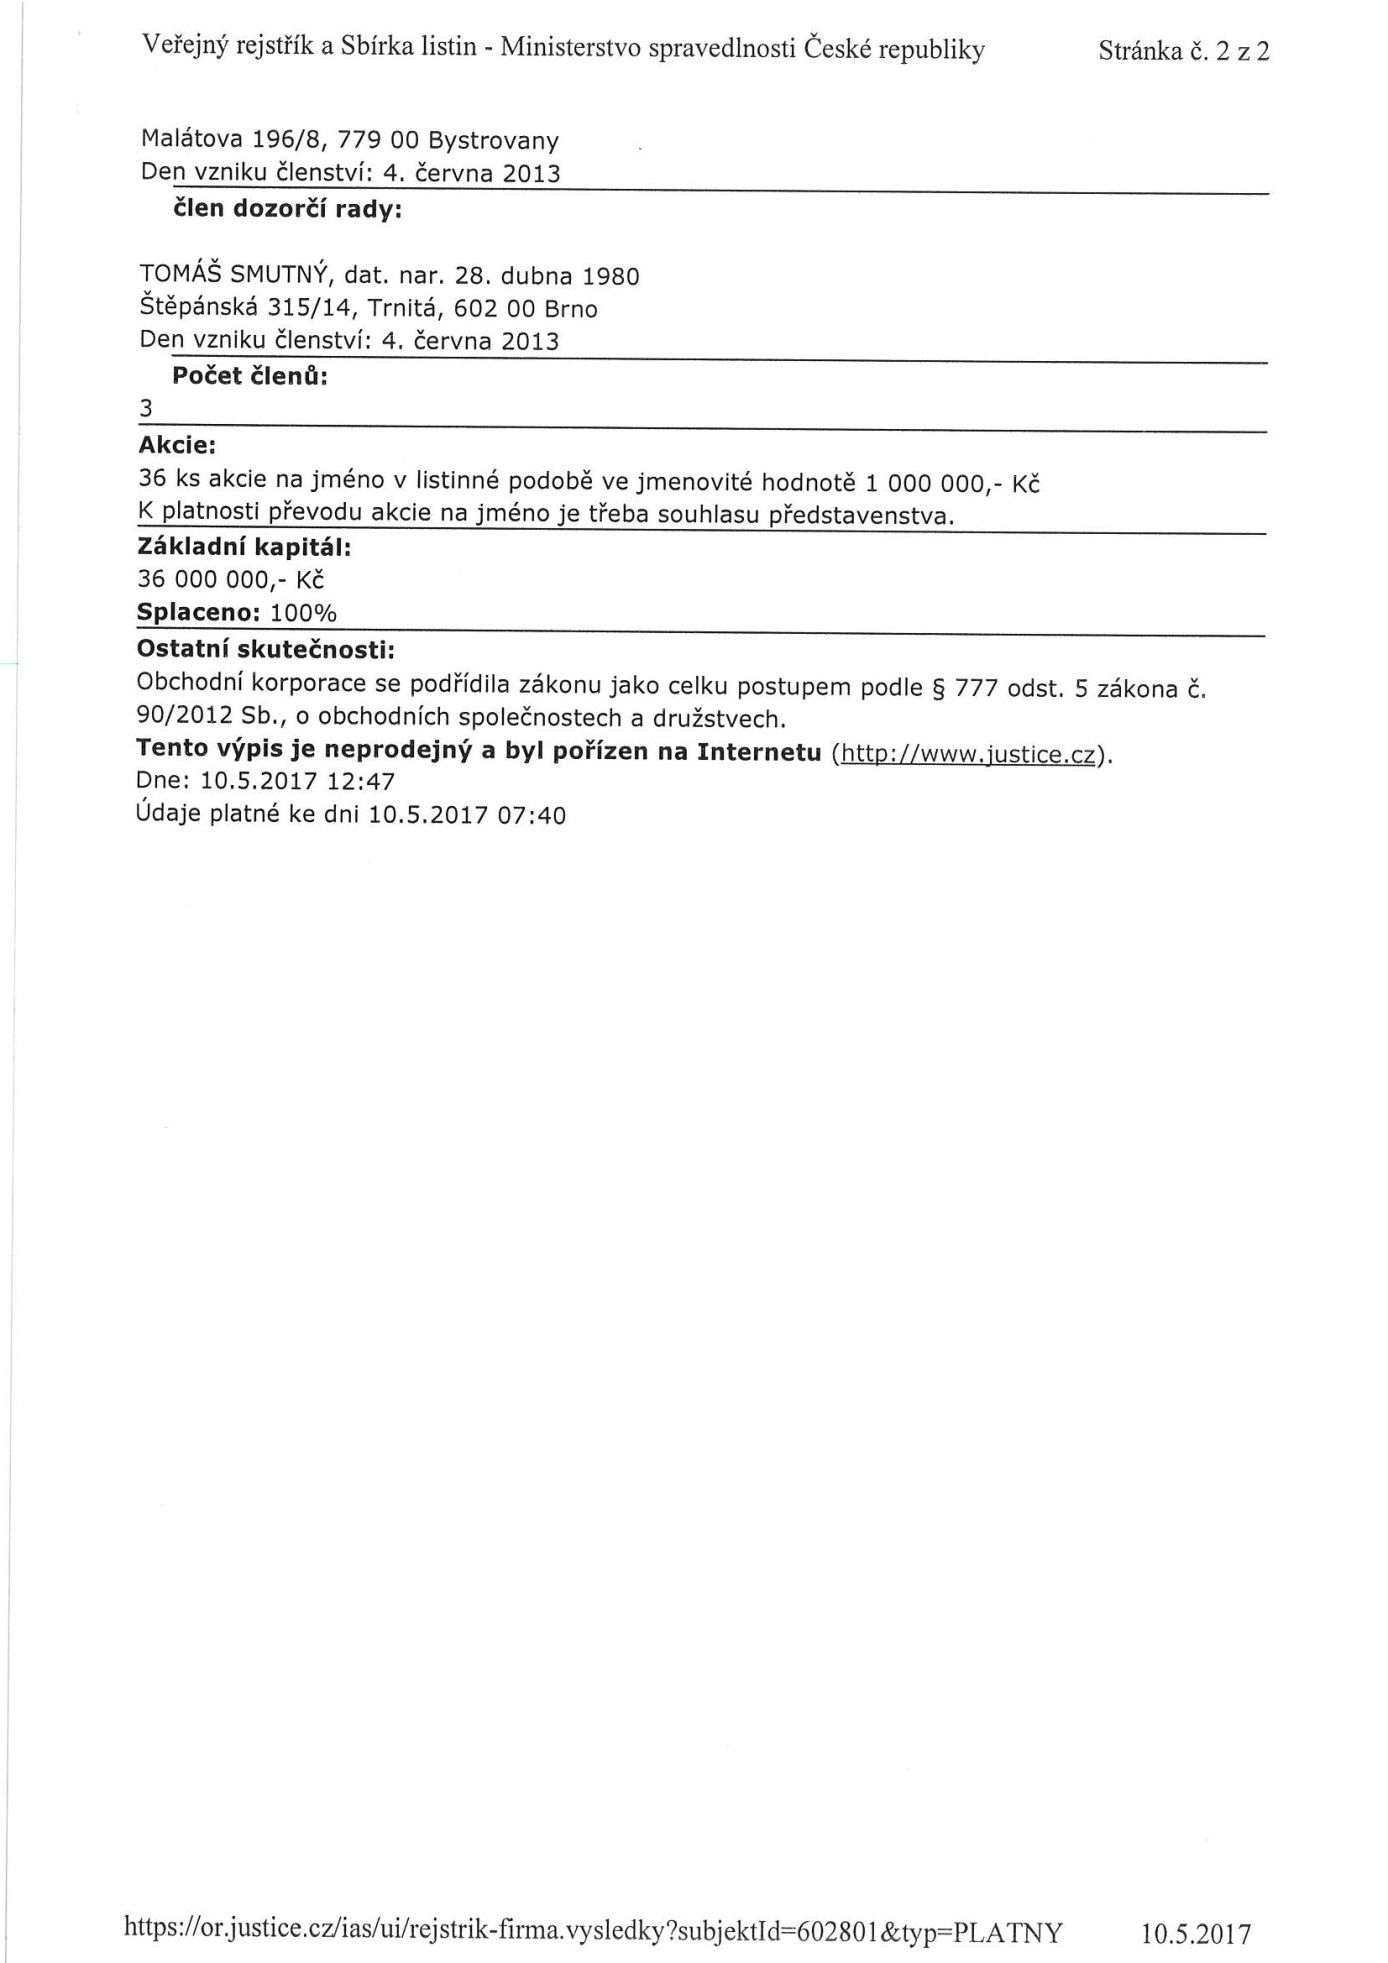 Veřejný rejstřík a Sbírka listin - Ministerstvo spravedlnosti České republiky Stránka č. 2 z 2
Malátova 196/8, 779 00 Bystrovany
Den vzniku členství: 4. června 2013
člen dozorčí rady:
TOMÁŠ SMUTNÝ, dat. nar. 28. dubna 1980
Štěpánská 315/14, Trnitá, 602 00 Brno
Den vzniku členství: 4. června 2013
Počet členů:
3
Akcie:
36 ks akcie na jméno v listinné podobě ve jmenovité hodnotě 1 000 000,- Kč
K platnosti převodu akcie na jméno je třeba souhlasu představenstva.
Základní kapitál:
36 000 000,- Kč
Splaceno: 100%
Ostatní skutečnosti:
Obchodní korporace se podřídila zákonu jako celku postupem podle § 777 odst. 5 zákona č.
90/2012 Sb., o obchodních společnostech a družstvech.
Tento výpis je neprodejný a byl pořízen na Internetu (http://www.justice.cz).
Dne: 10.5.2017 12:47
Údaje platné ke dni 10.5.2017 07:40
https://or.justice.cz/ias/ui/rejstrik-firma.vysledky?subjektId=602801&typ=PLATNY 10.5.2017